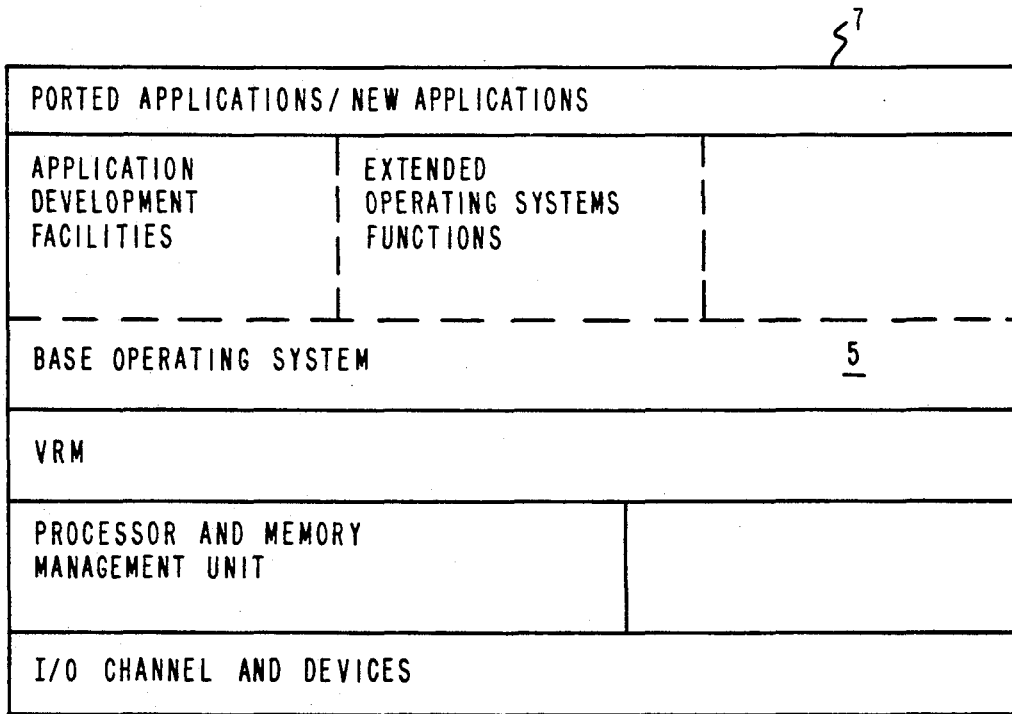 7
PORTED APPLICATIONS/ NEW APPLICATIONS
APPLICATION
DEVELOPMENT
FACILITIES
EXTENDED
OPERATING SYSTEMS
FUNCTIONS
BASE OPERATING SYSTEM
5
VRM
PROCESSOR AND MEMORY
MANAGEMENT UNIT
I/O CHANNEL AND DEVICES